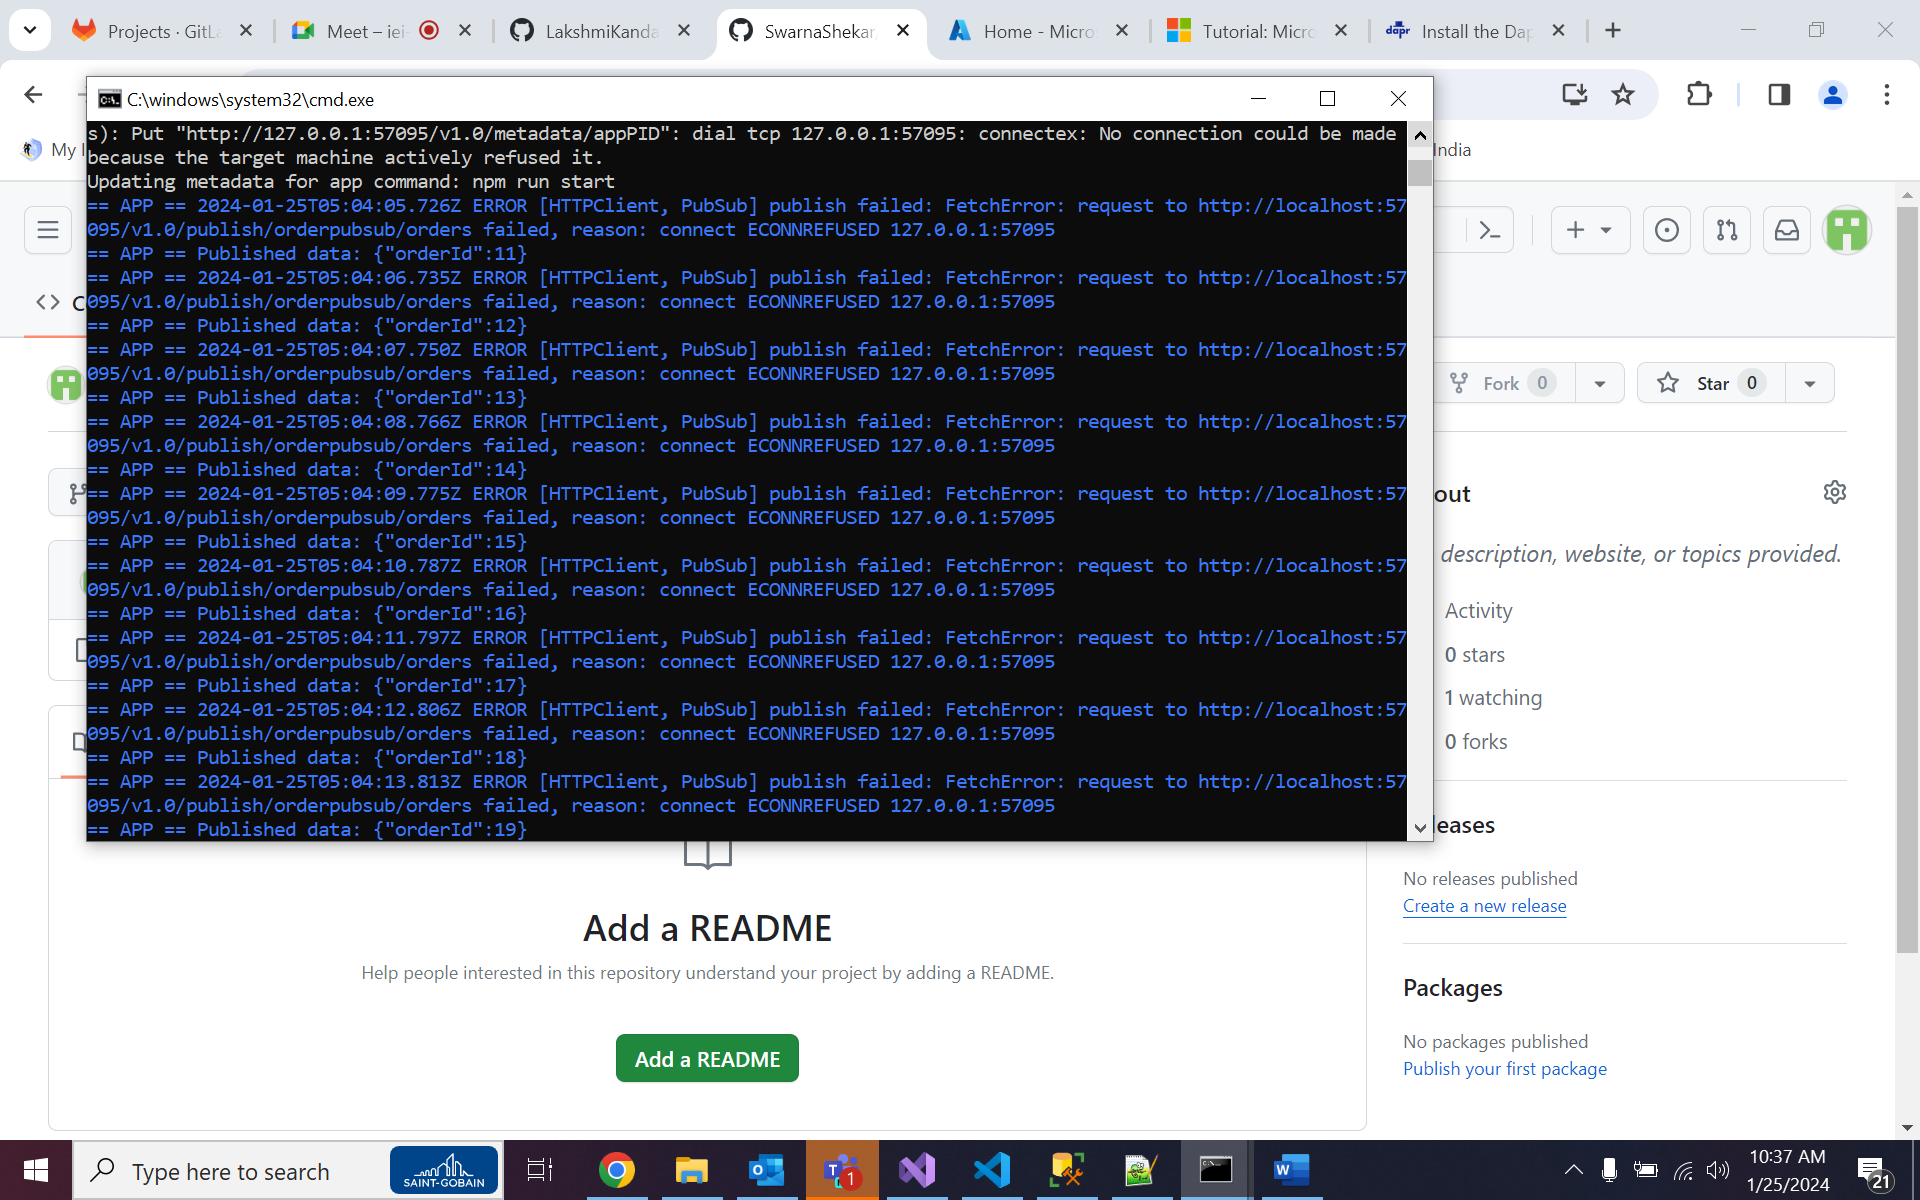 Projects · GitLa
Meet – iei-
LakshmiKanda
SwarnaShekar
Home - Micro
Tutorial: Micro
dapr
Install the Dap
C:\windows\system32\cmd.exe
My I
India
s): Put "http://127.0.0.1:57095/v1.0/metadata/appPID": dial tcp 127.0.0.1:57095: connectex: No connection could be made
because the target machine actively refused it.
Updating metadata for app command: npm run start
== APP == 2024-01-25T05:04:05.726Z ERROR [HTTPClient, PubSub] publish failed: FetchError: request to http://localhost:57
095/v1.0/publish/orderpubsub/orders failed, reason: connect ECONNREFUSED 127.0.0.1:57095
== APP == Published data: {"orderId":11}
== APP == 2024-01-25T05:04:06.735Z ERROR [HTTPClient, PubSub] publish failed: FetchError: request to http://localhost:57
095/v1.0/publish/orderpubsub/orders failed, reason: connect ECONNREFUSED 127.0.0.1:57095
== APP == Published data: {"orderId":12}
== APP == 2024-01-25T05:04:07.750Z ERROR [HTTPClient, PubSub] publish failed: FetchError: request to http://localhost:57
095/v1.0/publish/orderpubsub/orders failed, reason: connect ECONNREFUSED 127.0.0.1:57095
== APP == Published data: {"orderId":13}
== APP == 2024-01-25T05:04:08.766Z ERROR [HTTPClient, PubSub] publish failed: FetchError: request to http://localhost:57
095/v1.0/publish/orderpubsub/orders failed, reason: connect ECONNREFUSED 127.0.0.1:57095
== APP == Published data: {"orderId":14}
== APP == 2024-01-25T05:04:09.775Z ERROR [HTTPClient, PubSub] publish failed: FetchError: request to http://localhost:57
095/v1.0/publish/orderpubsub/orders failed, reason: connect ECONNREFUSED 127.0.0.1:57095
== APP == Published data: {"orderId":15}
== APP == 2024-01-25T05:04:10.787Z ERROR [HTTPClient, PubSub] publish failed: FetchError: request to http://localhost:57
095/v1.0/publish/orderpubsub/orders failed, reason: connect ECONNREFUSED 127.0.0.1:57095
== APP == Published data: {"orderId":16}
== APP == 2024-01-25T05:04:11.797Z ERROR [HTTPClient, PubSub] publish failed: FetchError: request to http://localhost:57
095/v1.0/publish/orderpubsub/orders failed, reason: connect ECONNREFUSED 127.0.0.1:57095
== APP == Published data: {"orderId":17}
== APP == 2024-01-25T05:04:12.806Z ERROR [HTTPClient, PubSub] publish failed: FetchError: request to http://localhost:57
095/v1.0/publish/orderpubsub/orders failed, reason: connect ECONNREFUSED 127.0.0.1:57095
== APP == Published data: {"orderId":18}
== APP == 2024-01-25T05:04:13.813Z ERROR [HTTPClient, PubSub] publish failed: FetchError: request to http://localhost:57
095/v1.0/publish/orderpubsub/orders failed, reason: connect ECONNREFUSED 127.0.0.1:57095
== APP == Published data: {"orderId":19}
Fork 0
Star 0
out
description, website, or topics provided.
Activity
0 stars
1 watching
0 forks
leases
No releases published
Create a new release
Packages
No packages published
Publish your first package
Add a README
Help people interested in this repository understand your project by adding a README.
Add a README
Type here to search
SAINT-GOBAIN
1
10:37 AM
1/25/2024
21